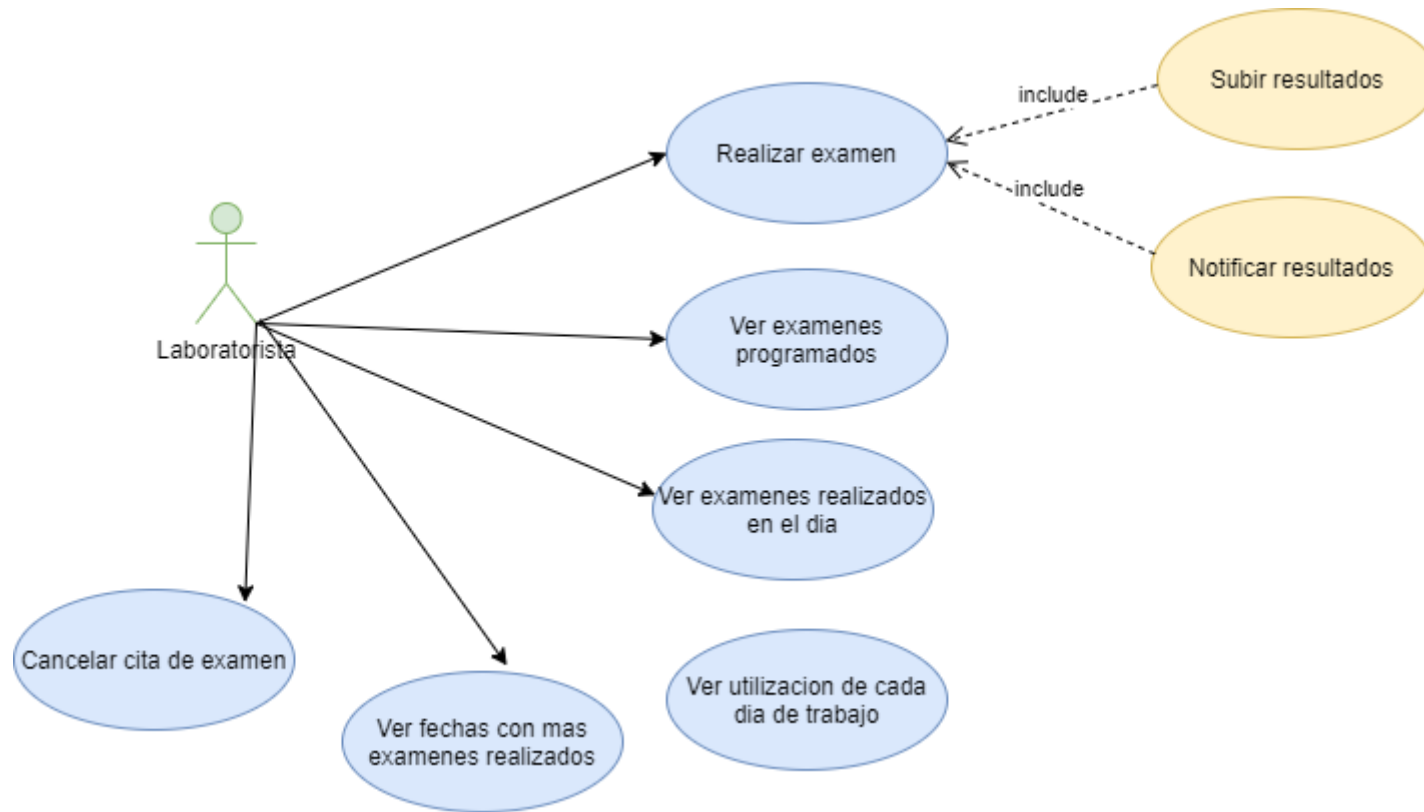 Subir resultados
include
Realizar examen
include
Notificar resultados
Laboratorista
Ver examenes
programados
Ver examenes realizados
en el dia
Cancelar cita de examen
Ver utilizacion de cada
dia de trabajo
Ver fechas con mas
examenes realizados